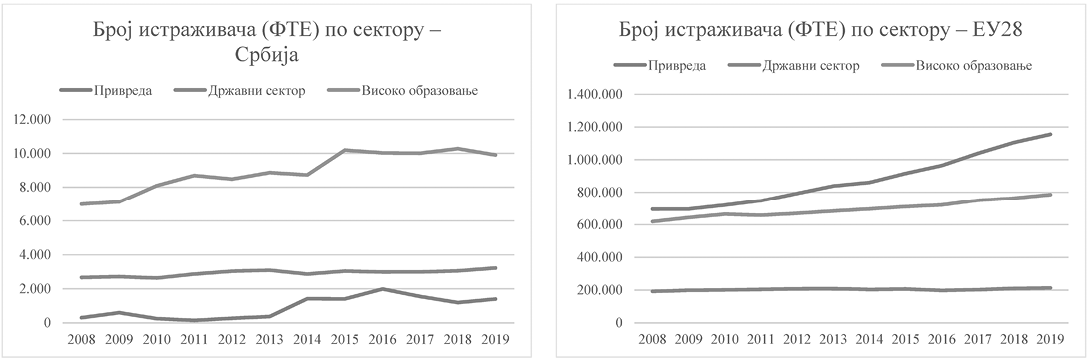 Број истраживача (ФТЕ) по сектору –
Србија
Привреда Државни сектор Високо образовање
12.000
10.000
8.000
6.000
4.000
2.000
0
2008 2009 2010 2011 2012 2013 2014 2015 2016 2017 2018 2019
Број истраживача (ФТЕ) по сектору – ЕУ28
Привреда Државни сектор Високо образовање
1.400.000
1.200.000
1.000.000
800.000
600.000
400.000
200.000
0
2008 2009 2010 2011 2012 2013 2014 2015 2016 2017 2018 2019